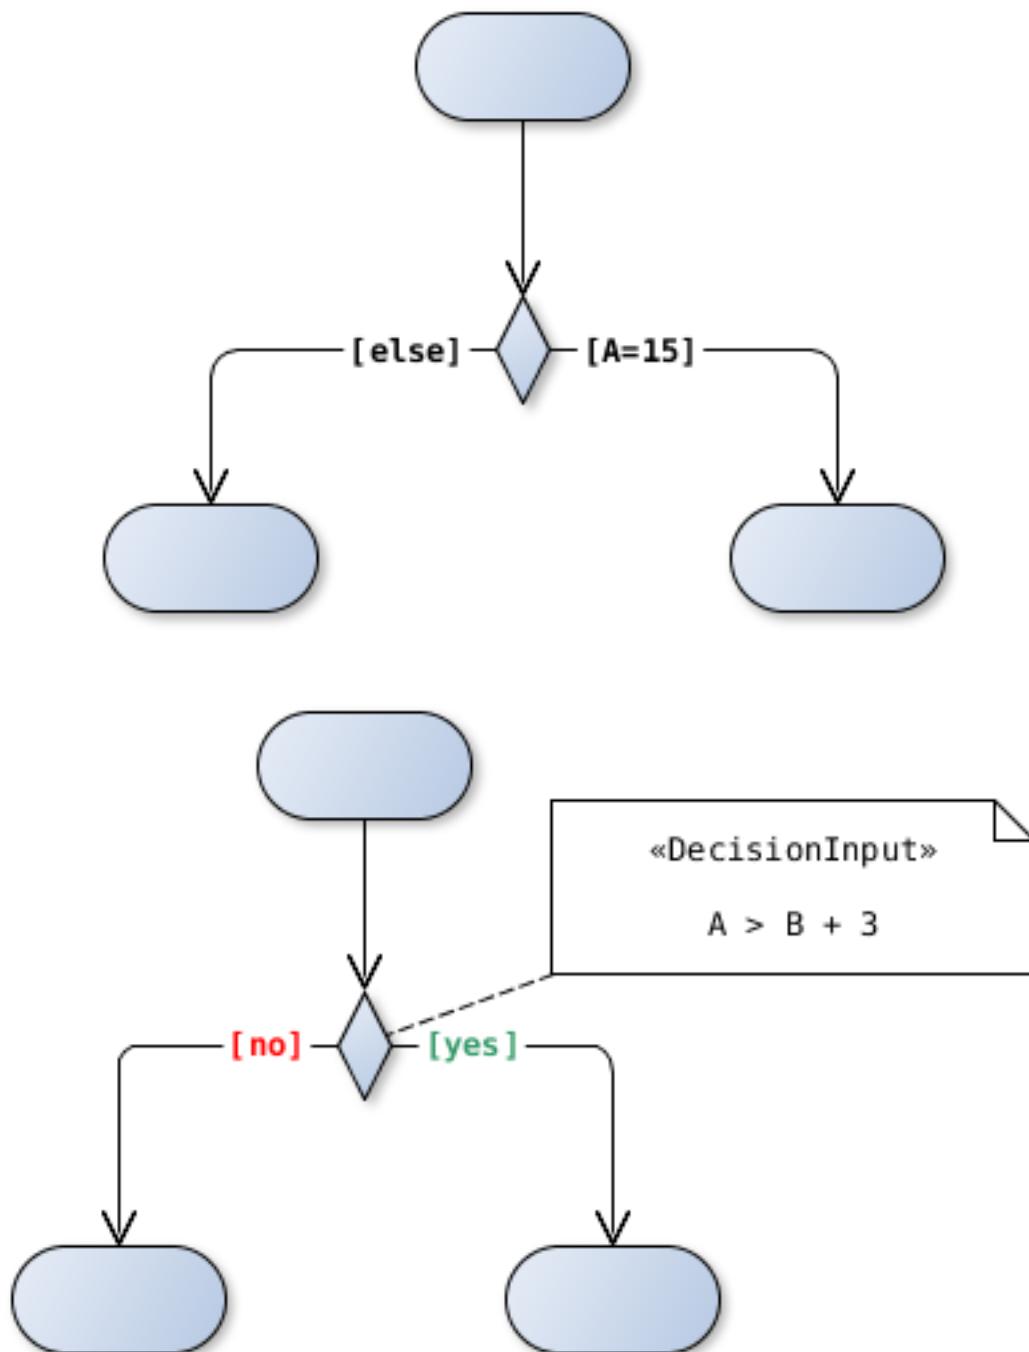 [else] [A=15]
«DecisionInput»
A > B + 3
[no] [yes]